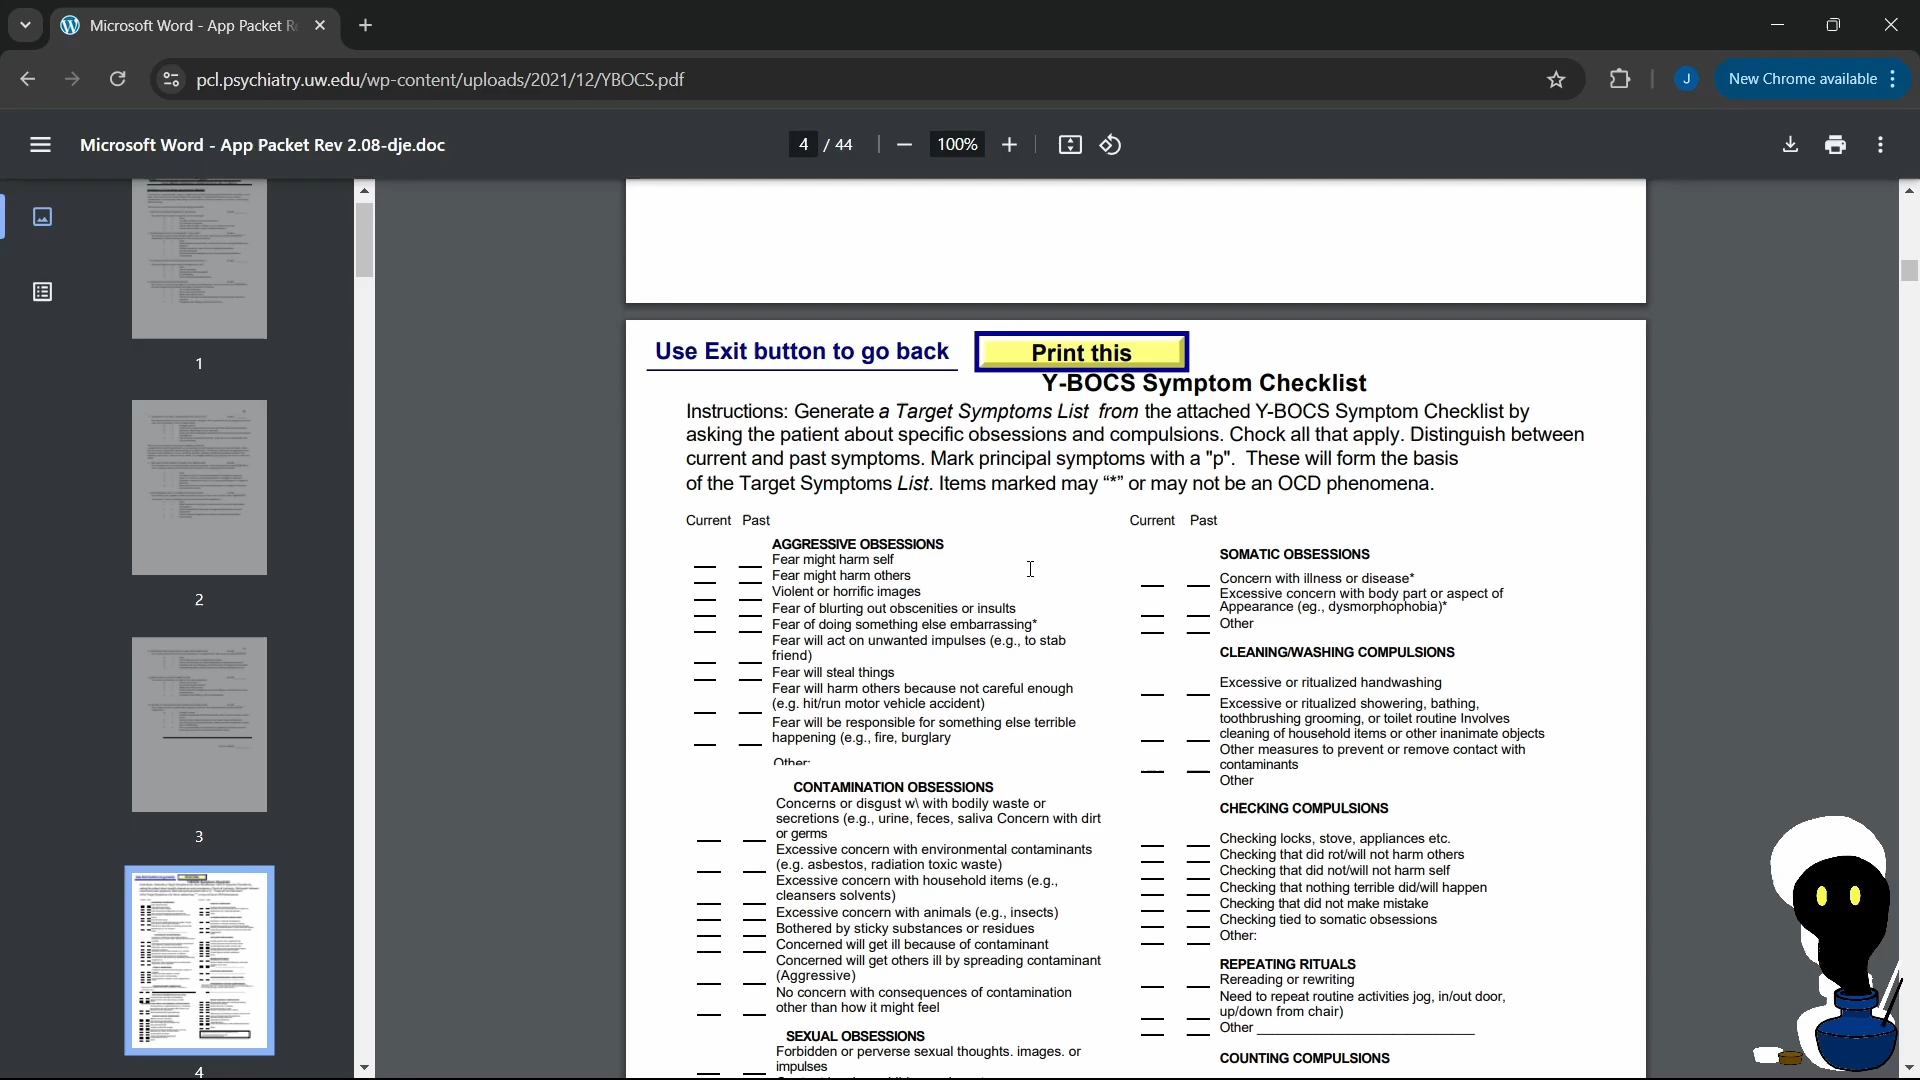 Microsoft Word - App Packet Re
pcl.psychiatry.uw.edu/wp-content/uploads/2021/12/YBOCS.pdf
J
New Chrome available
Microsoft Word - App Packet Rev 2.08-dje.doc
4 / 44
100%
1
2
3
4
Use Exit button to go back
Print this
Y-BOCS Symptom Checklist
Instructions: Generate a Target Symptoms List from the attached Y-BOCS Symptom Checklist by
asking the patient about specific obsessions and compulsions. Chock all that apply. Distinguish between
current and past symptoms. Mark principal symptoms with a "p". These will form the basis
of the Target Symptoms List. Items marked may “*” or may not be an OCD phenomena.
Current Past
AGGRESSIVE OBSESSIONS
Fear might harm self
Fear might harm others
Violent or horrific images
Fear of blurting out obscenities or insults
Fear of doing something else embarrassing*
Fear will act on unwanted impulses (e.g., to stab
friend)
Fear will steal things
Fear will harm others because not careful enough
(e.g. hit/run motor vehicle accident)
Fear will be responsible for something else terrible
happening (e.g., fire, burglary
Other:
CONTAMINATION OBSESSIONS
Concerns or disgust w\ with bodily waste or
secretions (e.g., urine, feces, saliva Concern with dirt
or germs
Excessive concern with environmental contaminants
(e.g. asbestos, radiation toxic waste)
Excessive concern with household items (e.g.,
cleansers solvents)
Excessive concern with animals (e.g., insects)
Bothered by sticky substances or residues
Concerned will get ill because of contaminant
Concerned will get others ill by spreading contaminant
(Aggressive)
No concern with consequences of contamination
other than how it might feel
SEXUAL OBSESSIONS
Forbidden or perverse sexual thoughts. images. or
impulses
Current Past
SOMATIC OBSESSIONS
Concern with illness or disease*
Excessive concern with body part or aspect of
Appearance (eg., dysmorphophobia)*
Other
CLEANING/WASHING COMPULSIONS
Excessive or ritualized handwashing
Excessive or ritualized showering, bathing,
toothbrushing grooming, or toilet routine Involves
cleaning of household items or other inanimate objects
Other measures to prevent or remove contact with
contaminants
Other
CHECKING COMPULSIONS
Checking locks, stove, appliances etc.
Checking that did rot/will not harm others
Checking that did not/will not harm self
Checking that nothing terrible did/will happen
Checking that did not make mistake
Checking tied to somatic obsessions
Other:
REPEATING RITUALS
Rereading or rewriting
Need to repeat routine activities jog, in/out door,
up/down from chair)
Other
COUNTING COMPULSIONS